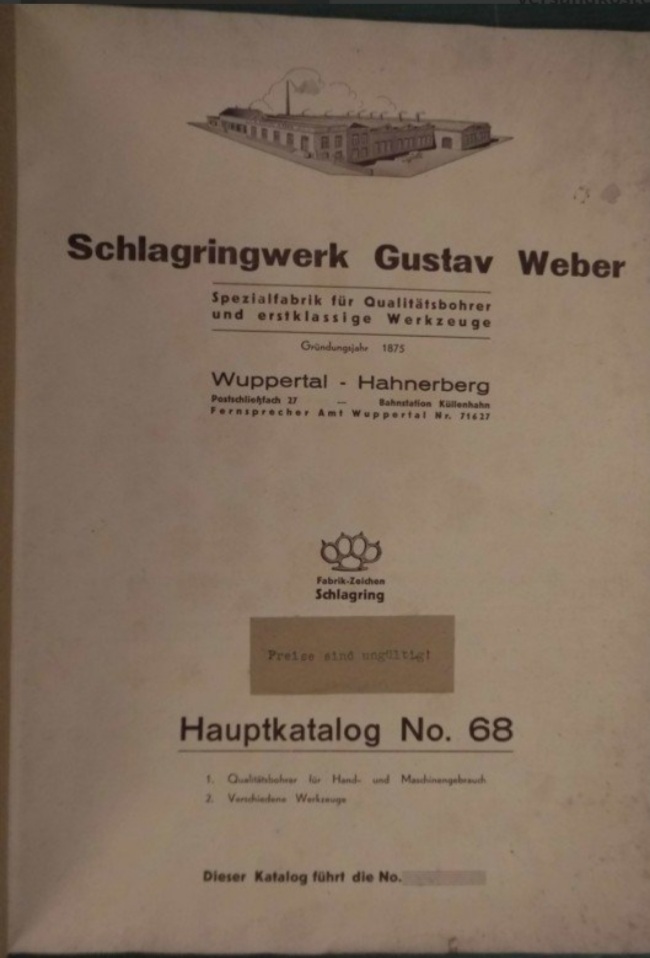 Schlagringwerk Gustav Weber
Spezialfabrik für Qualitätsbohrer
und erstklassige Werkzeuge
Gründungsjahr 1875
Wuppertal - Hahnerberg
Postschließfach 27 — Bahnstation Küllenhahn
Fernsprecher Amt Wuppertal Nr. 71627
Fabrik-Zeichen
Schlagring
Preise sind ungültig!
Hauptkatalog No. 68
1. Qualitätsbohrer für Hand- und Maschinengebrauch
2. Verschiedene Werkzeuge
Dieser Katalog führt die No.